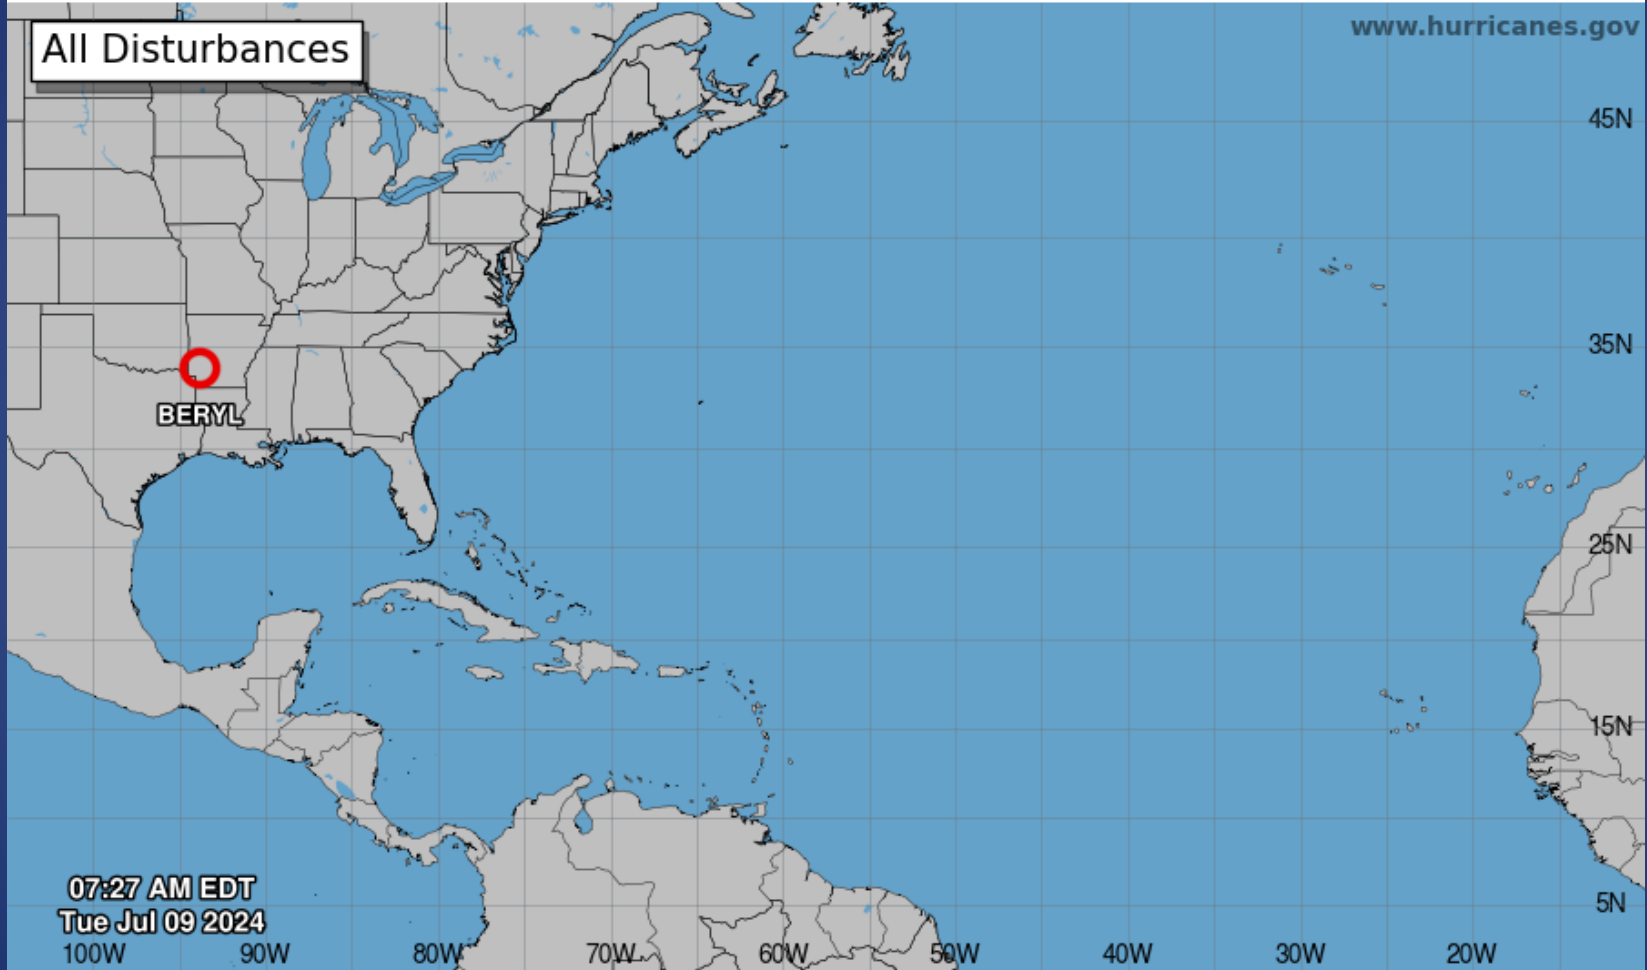 All Disturbances
www.hurricanes.gov
45N
35N
BERYL
25N
15N
07:27 AM EDT
Tue Jul 09 2024
5N
100W 90W 80W 70W 60W 50W 40W 30W 20W